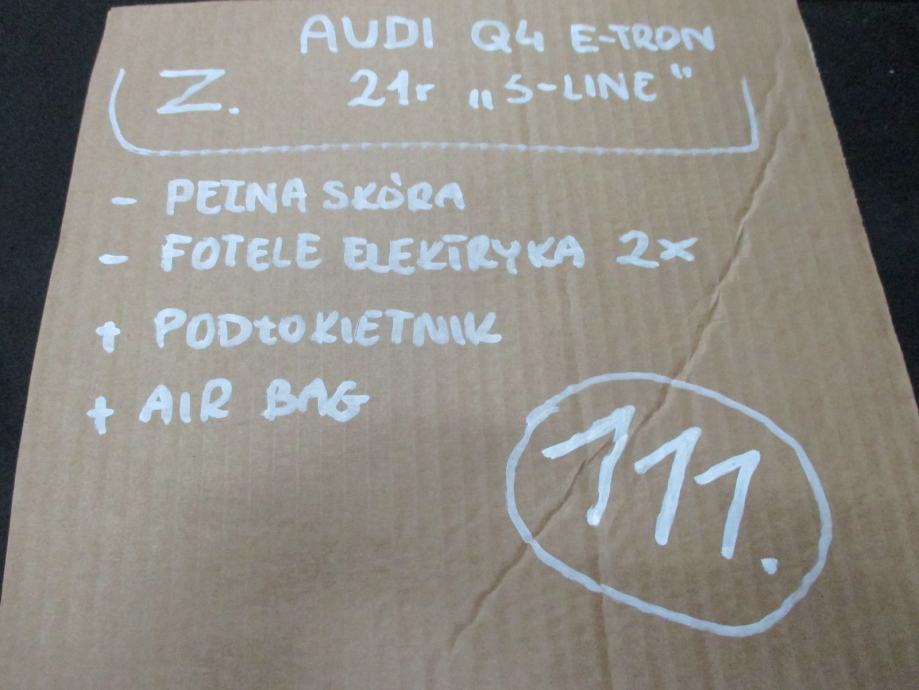 AUDI Q4 E-TRON
Z. 21r „S-LINE"
- PEŁNA SKÓRA
- FOTELE ELEKTRYKA 2x
+ PODŁOKIETNIK
+ AIR BAG
111.